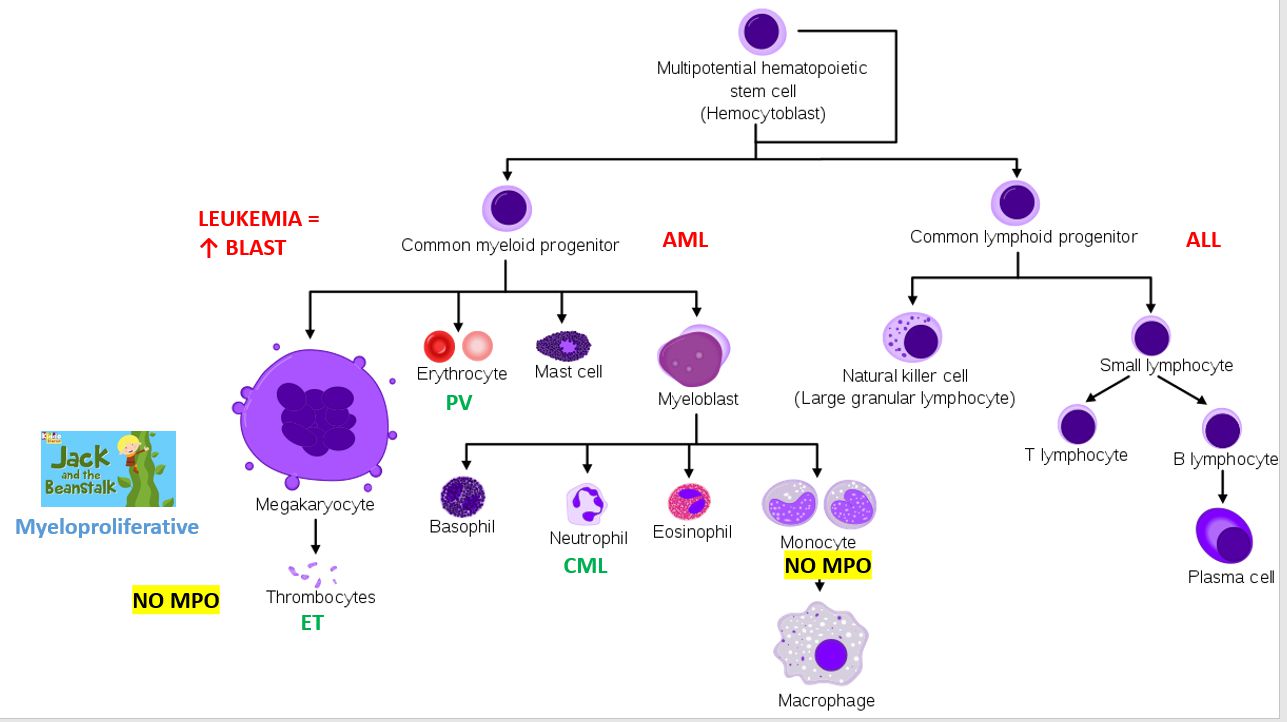 Multipotential hematopoietic
stem cell
(Hemocytoblast)
LEUKEMIA =
↑ BLAST
Common myeloid progenitor
AML
Common lymphoid progenitor
ALL
Erythrocyte
PV
Mast cell
Myeloblast
Natural killer cell
(Large granular lymphocyte)
Small lymphocyte
T lymphocyte
B lymphocyte
Plasma cell
Jack
and the
Beanstalk
Myeloproliferative
Megakaryocyte
NO MPO
Thrombocytes
ET
Basophil
Neutrophil
CML
Eosinophil
Monocyte
NO MPO
Macrophage